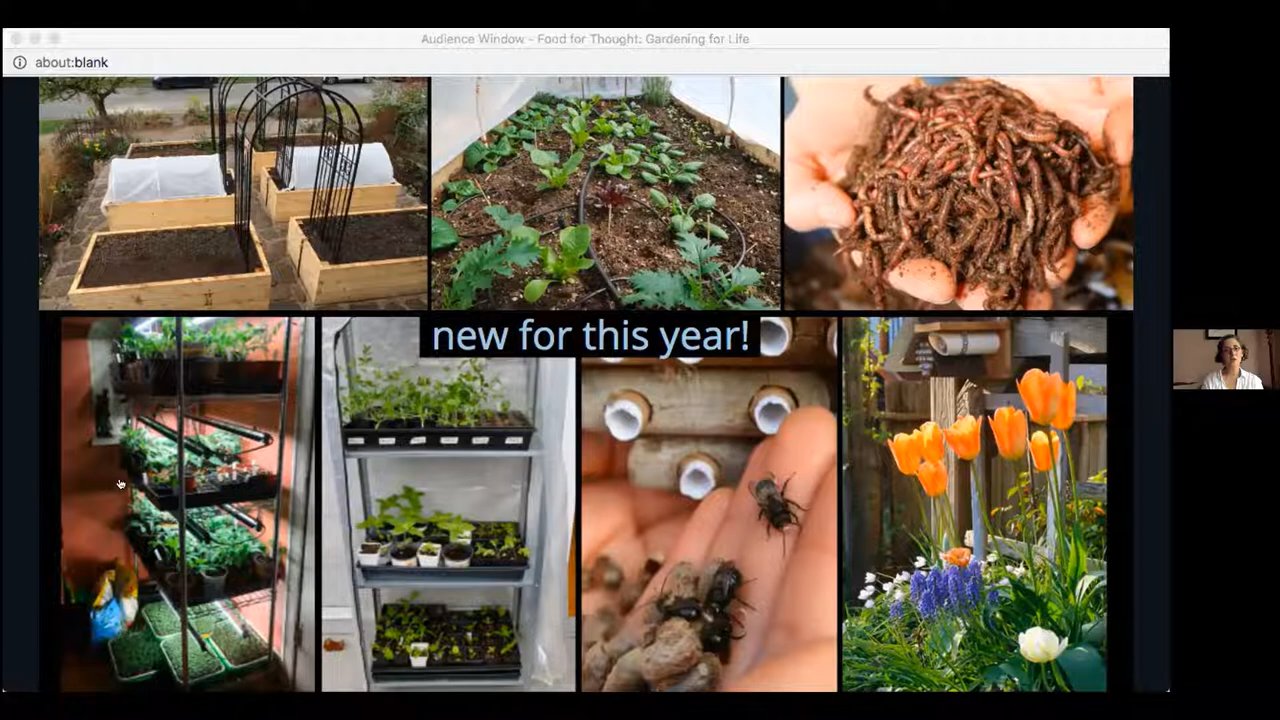 Audience Window - Food for Thought: Gardening for Life
about:blank
new for this year!